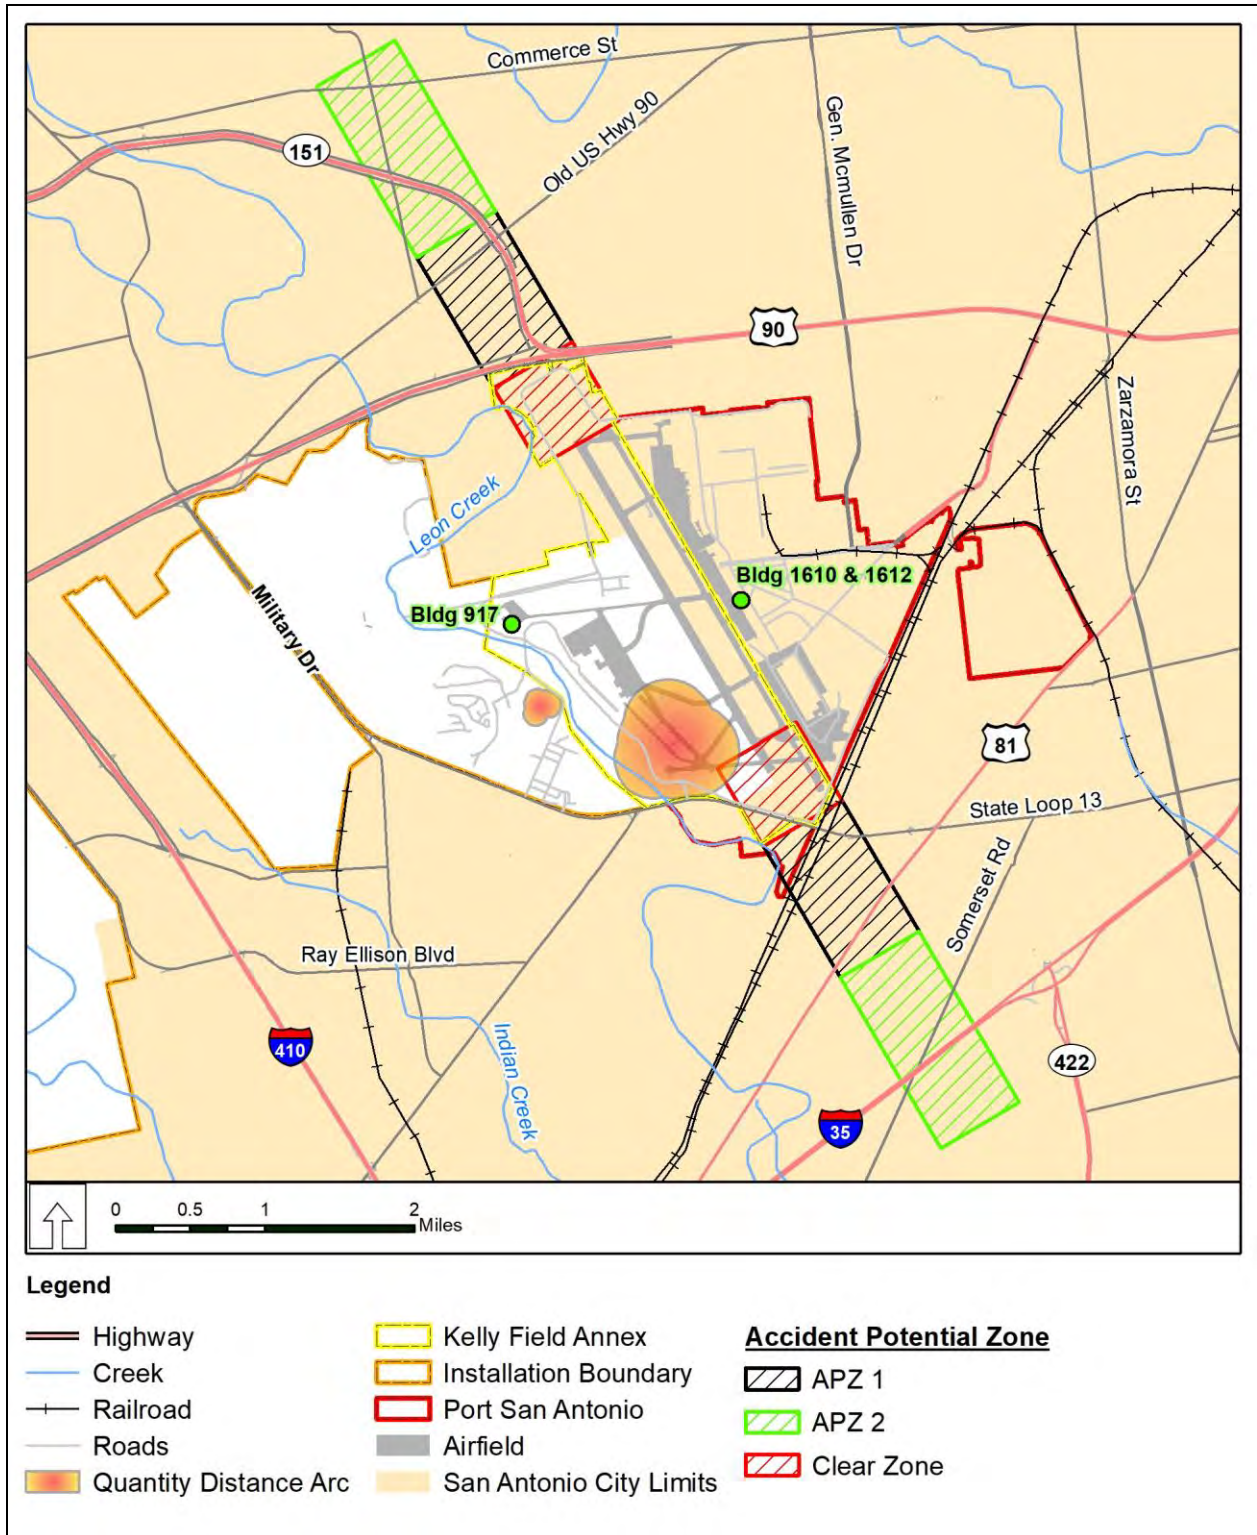 Commerce St
Old US Hwy 90
Gen. Mcmullen Dr
151
90
Zarzamora St
Leon Creek
Bldg 1610 & 1612
Military Dr
Bldg 917
81
State Loop 13
Somerset Rd
Ray Ellison Blvd
410
Indian Creek
422
35
0 0.5 1 2
Miles
Legend
Highway
Creek
Railroad
Roads
Quantity Distance Arc
Kelly Field Annex
Installation Boundary
Port San Antonio
Airfield
San Antonio City Limits
Accident Potential Zone
APZ 1
APZ 2
Clear Zone